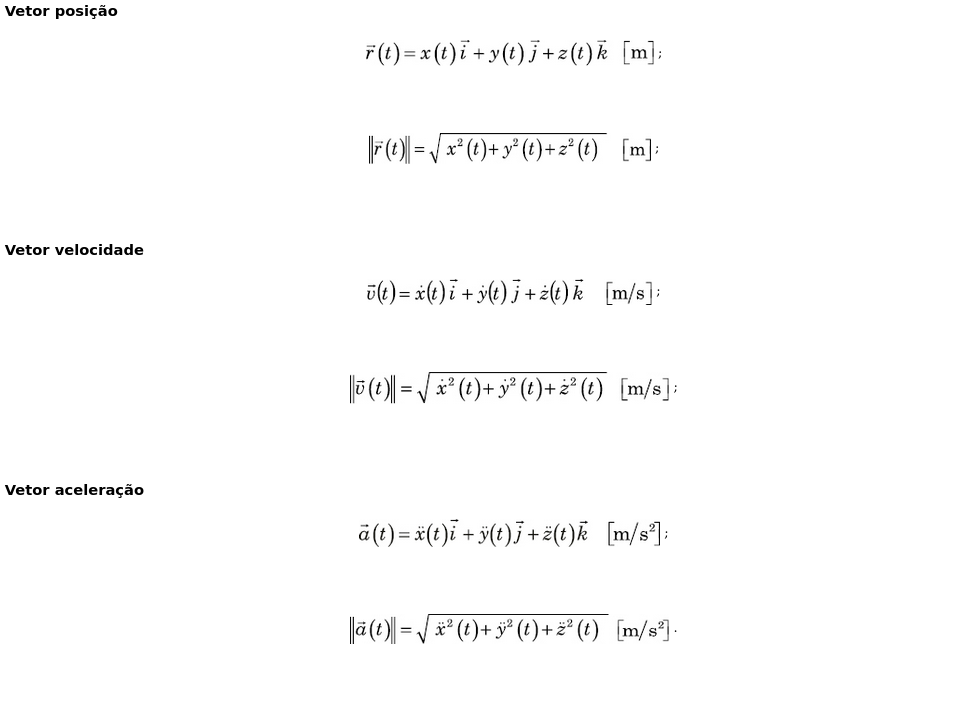 Vetor posição
r⃗(t) = x(t) i⃗ + y(t) j⃗ + z(t) k⃗ [m];
‖r⃗(t)‖ = √(x²(t) + y²(t) + z²(t)) [m];
Vetor velocidade
v⃗(t) = ẋ(t) i⃗ + ẏ(t) j⃗ + ż(t) k⃗ [m/s];
‖v⃗(t)‖ = √(ẋ²(t) + ẏ²(t) + ż²(t)) [m/s];
Vetor aceleração
a⃗(t) = ẍ(t) i⃗ + ÿ(t) j⃗ + z̈(t) k⃗ [m/s²];
‖a⃗(t)‖ = √(ẍ²(t) + ÿ²(t) + z̈²(t)) [m/s²].